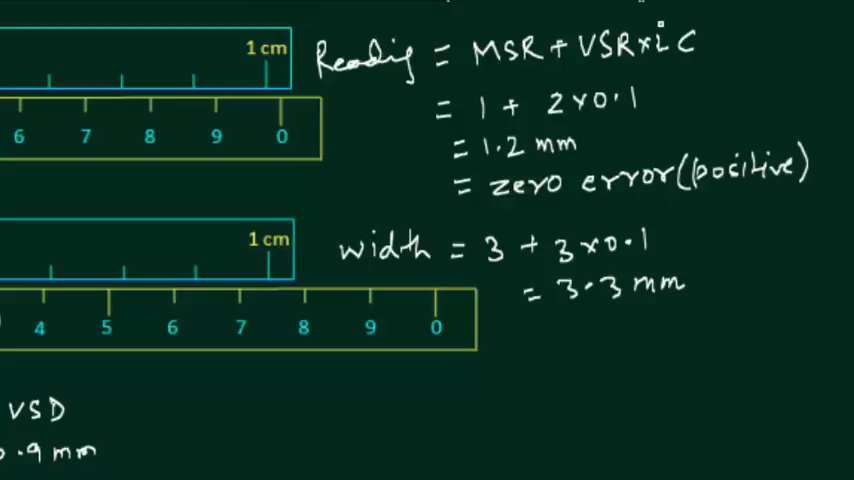 1 cm
Reading = MSR + VSR × LC
6 7 8 9 0
= 1 + 2×0.1
= 1.2 mm
= zero error(positive)
1 cm
width = 3 + 3×0.1
= 3.3 mm
4 5 6 7 8 9 0
VSD
0.9 mm